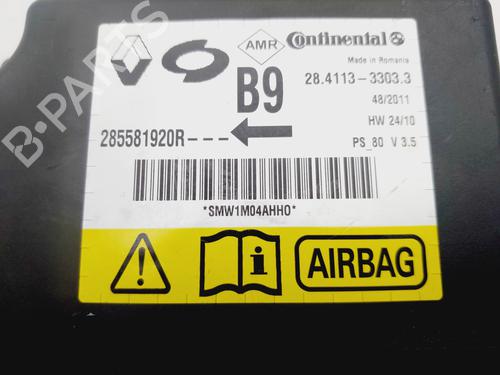 AMR
Continental
Made in Romania
B9
28.4113-3303.3
48/2011
HW 24/10
285581920R---
PS_80 V 3.5
*SMW1M04AHHO*
AIRBAG
B-PARTS